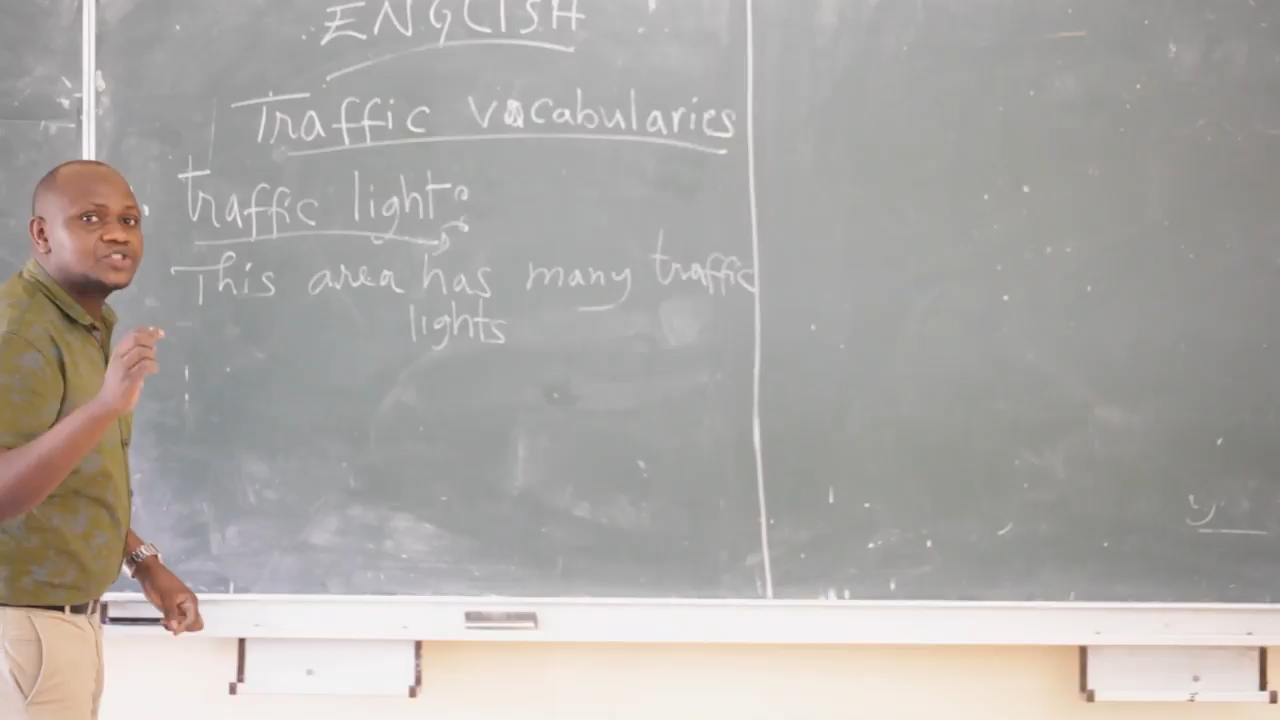 ENGLISH
Traffic vocabularies
traffic light:
This area has many traffic
lights